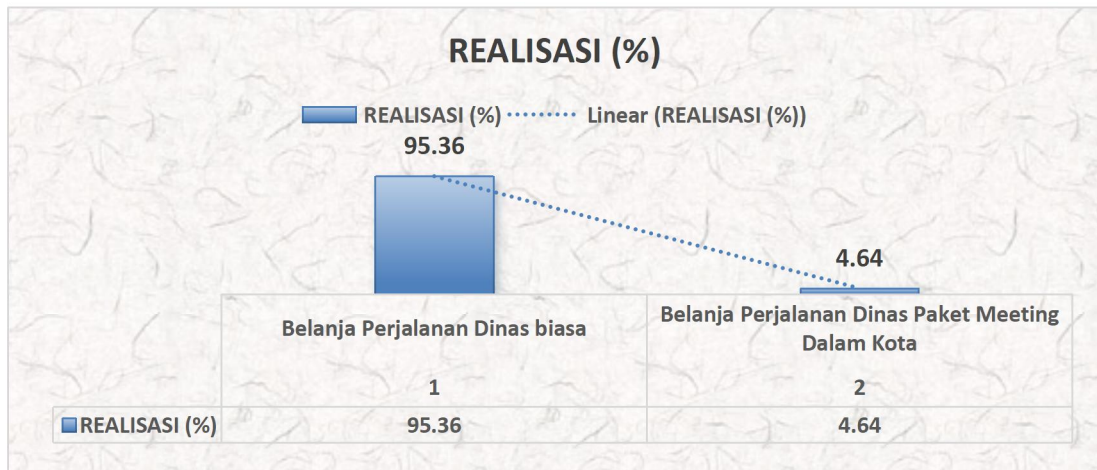 REALISASI (%)
REALISASI (%) Linear (REALISASI (%))
95.36
4.64
Belanja Perjalanan Dinas biasa
Belanja Perjalanan Dinas Paket Meeting
Dalam Kota
1 2
REALISASI (%) 95.36 4.64